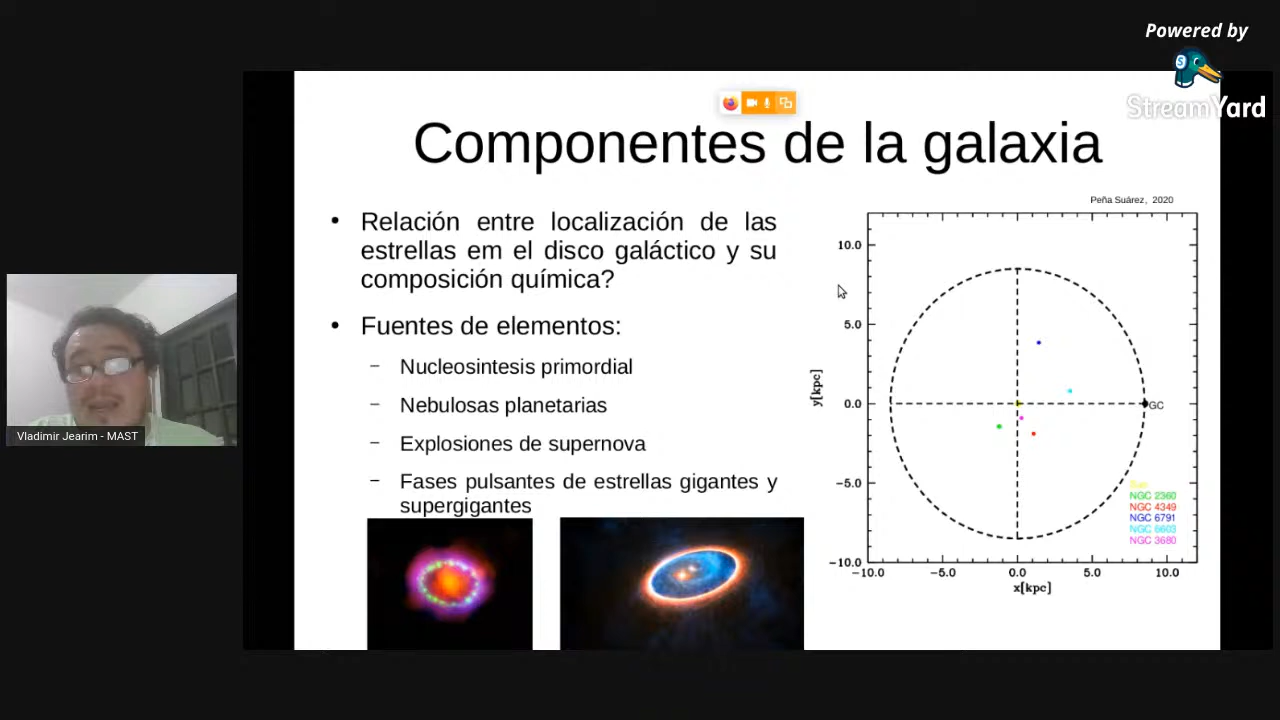 Powered by
StreamYard
Componentes de la galaxia
Relación entre localización de las
estrellas em el disco galáctico y su
composición química?
Fuentes de elementos:
Nucleosintesis primordial
Nebulosas planetarias
Explosiones de supernova
Fases pulsantes de estrellas gigantes y
supergigantes
Peña Suárez, 2020
10.0
5.0
0.0
−5.0
−10.0
y[kpc]
GC
Sun
NGC 2360
NGC 4349
NGC 6791
NGC 5603
NGC 3680
−10.0 −5.0 0.0 5.0 10.0
x[kpc]
Vladimir Jearim - MAST